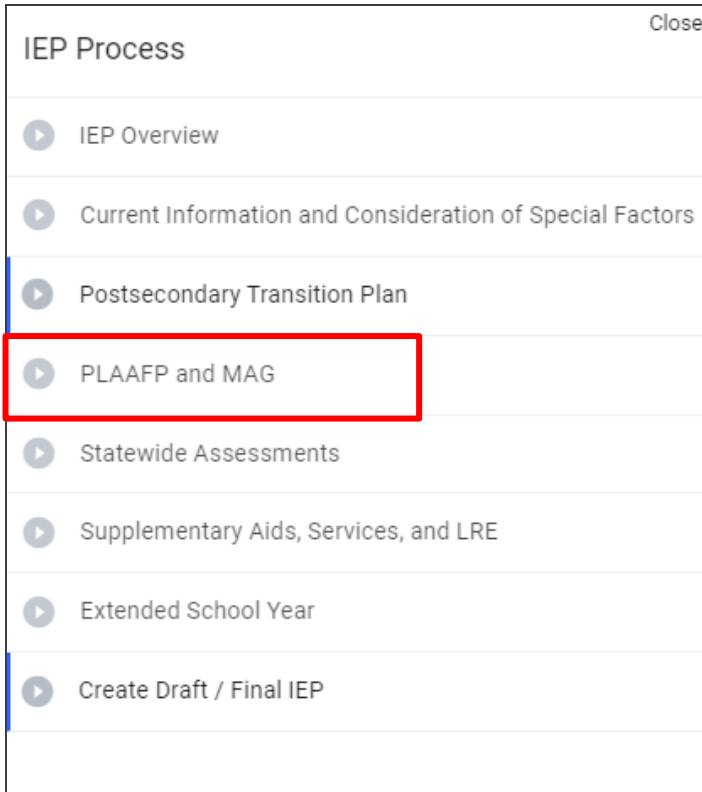 Close
IEP Process
IEP Overview
Current Information and Consideration of Special Factors
Postsecondary Transition Plan
PLAAFP and MAG
Statewide Assessments
Supplementary Aids, Services, and LRE
Extended School Year
Create Draft / Final IEP